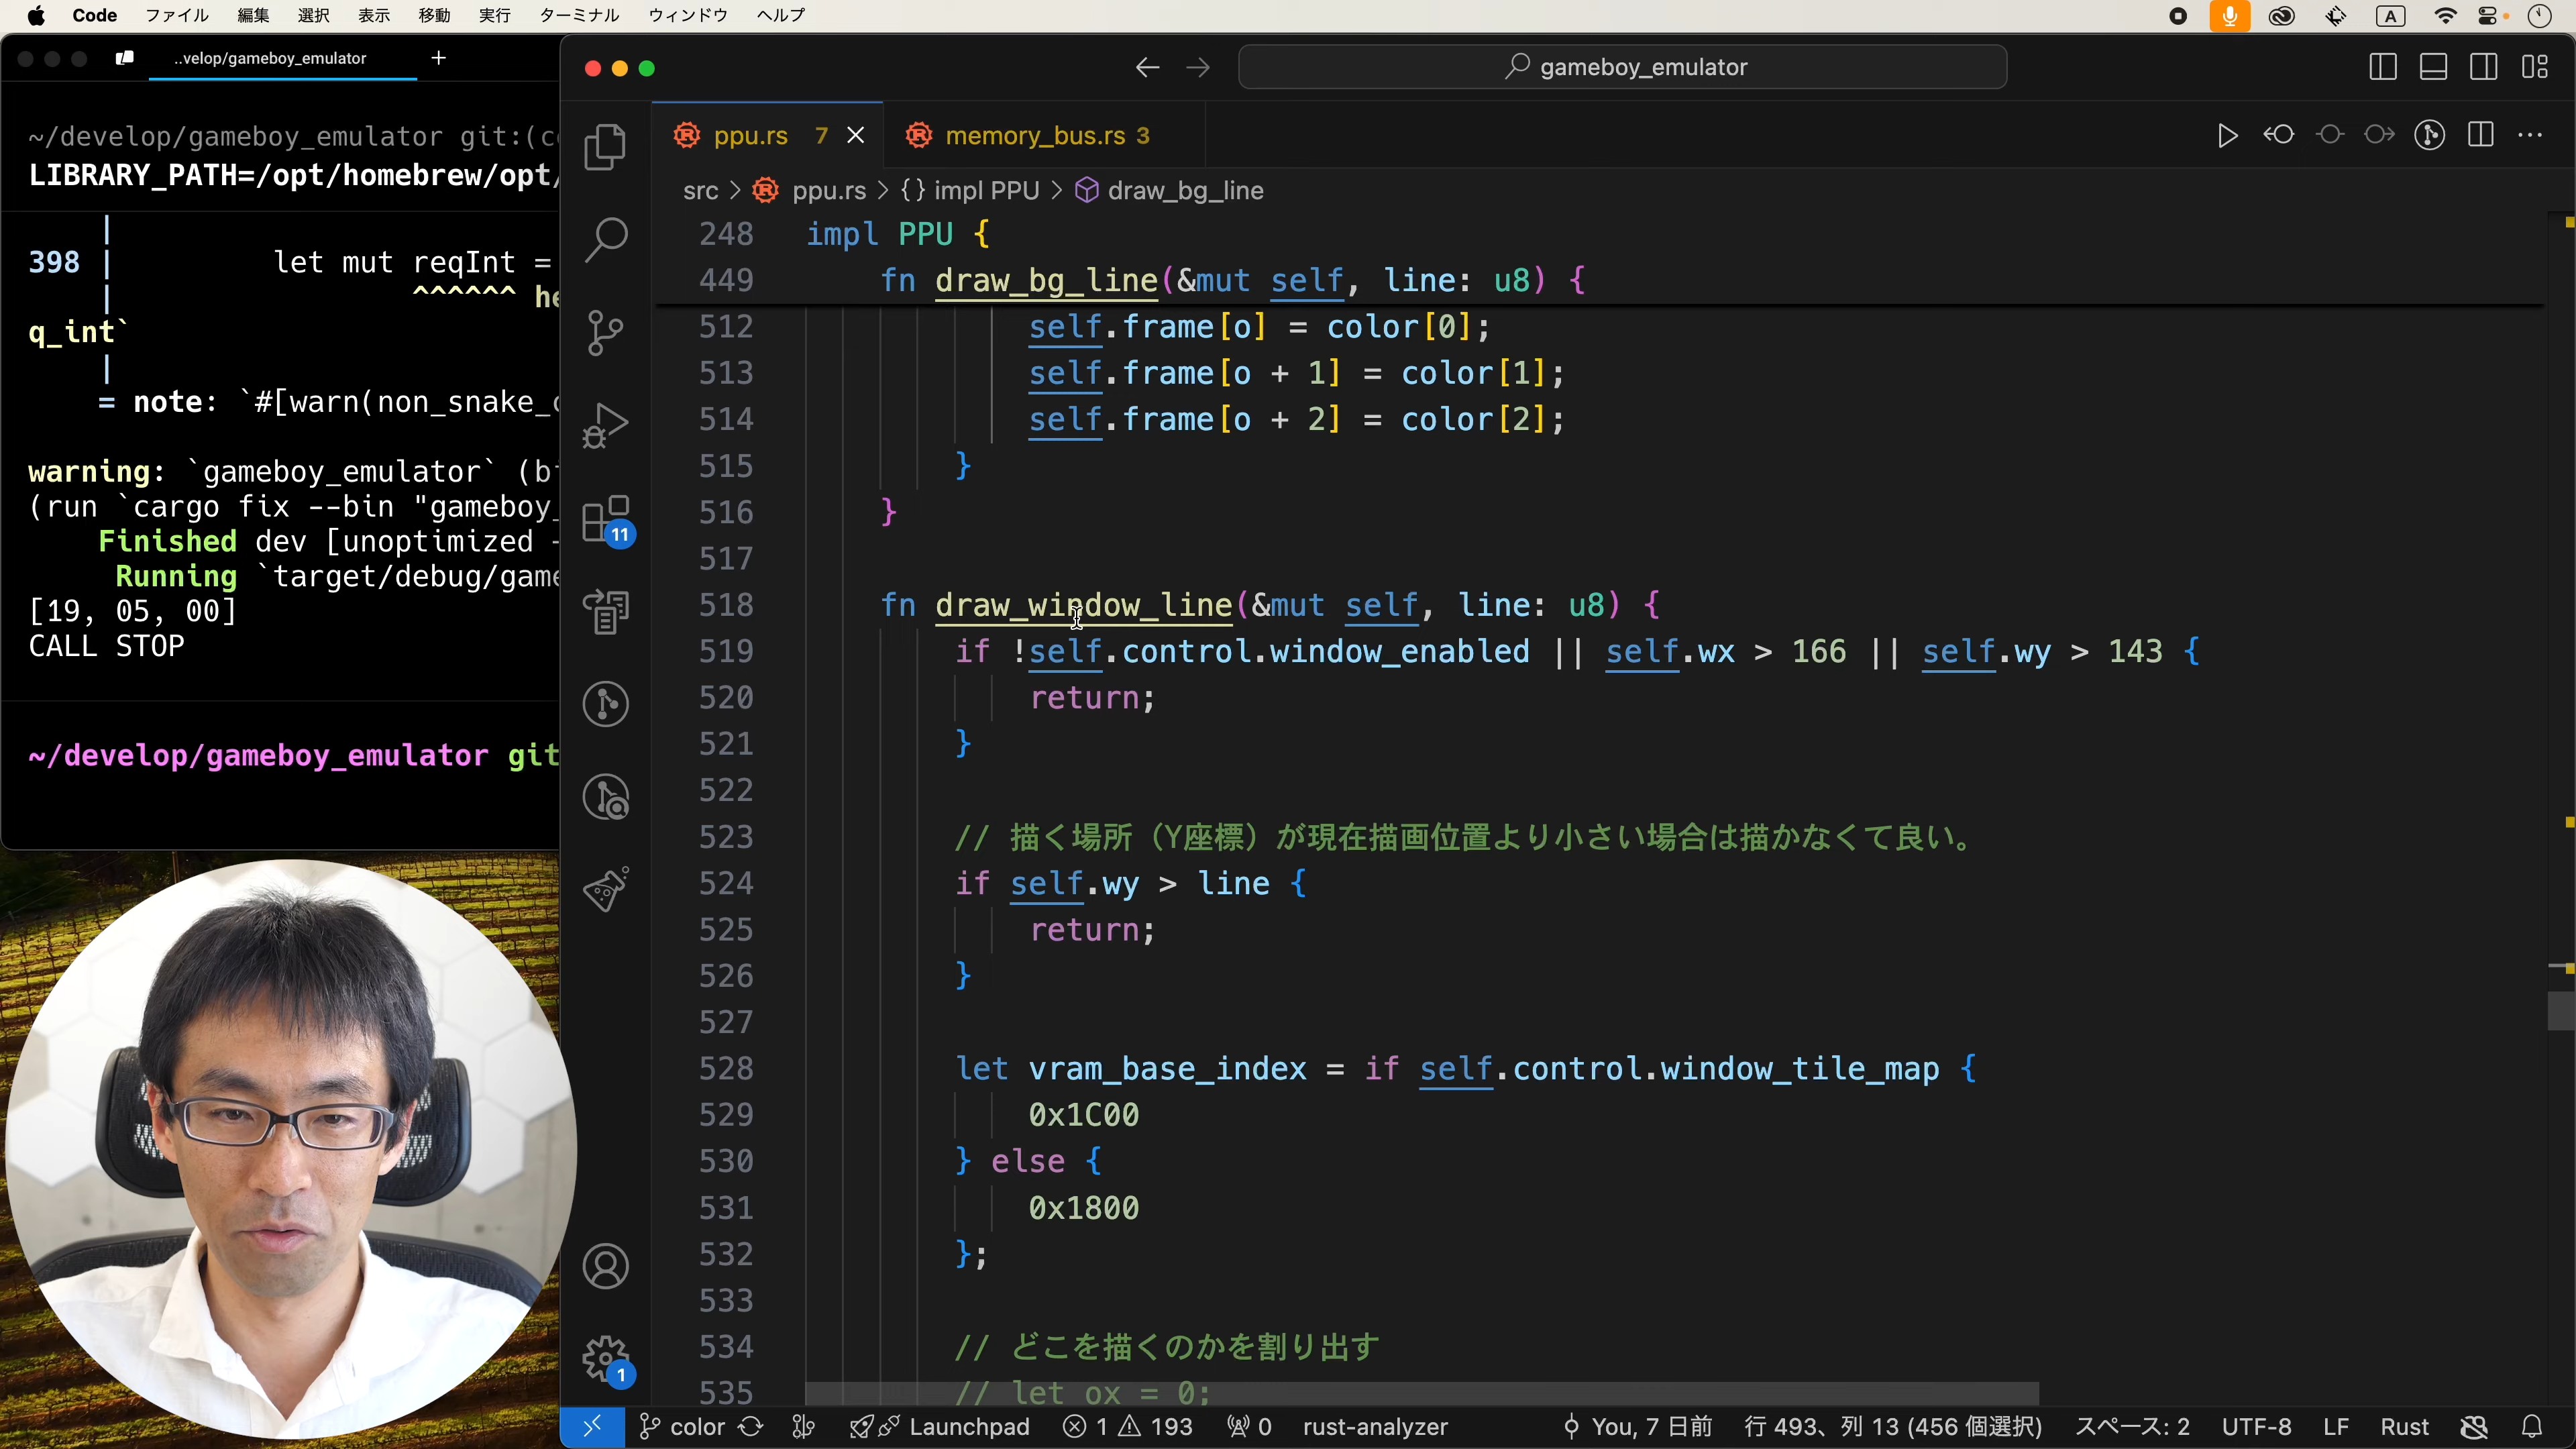 Code ファイル 編集 選択 表示 移動 実行 ターミナル ウィンドウ ヘルプ A
..velop/gameboy_emulator +
~/develop/gameboy_emulator git:(c
LIBRARY_PATH=/opt/homebrew/opt/
|
398 | let mut reqInt =
| ^^^^^^ he
q_int`
|
= note: `#[warn(non_snake_c
warning: `gameboy_emulator` (b
(run `cargo fix --bin "gameboy_
Finished dev [unoptimized
Running `target/debug/game
[19, 05, 00]
CALL STOP
~/develop/gameboy_emulator git
gameboy_emulator
ppu.rs 7
memory_bus.rs 3
src > ppu.rs > {} impl PPU > draw_bg_line
248 impl PPU {
449 fn draw_bg_line(&mut self, line: u8) {
512 self.frame[o] = color[0];
513 self.frame[o + 1] = color[1];
514 self.frame[o + 2] = color[2];
515 }
516 }
517
518 fn draw_window_line(&mut self, line: u8) {
519 if !self.control.window_enabled || self.wx > 166 || self.wy > 143 {
520 return;
521 }
522
523 // 描く場所（Y座標）が現在描画位置より小さい場合は描かなくて良い。
524 if self.wy > line {
525 return;
526 }
527
528 let vram_base_index = if self.control.window_tile_map {
529 0x1C00
530 } else {
531 0x1800
532 };
533
534 // どこを描くのかを割り出す
535 // let ox = 0;
11
1
color Launchpad 1 193 0 rust-analyzer You, 7 日前 行 493、列 13 (456 個選択) スペース: 2 UTF-8 LF Rust